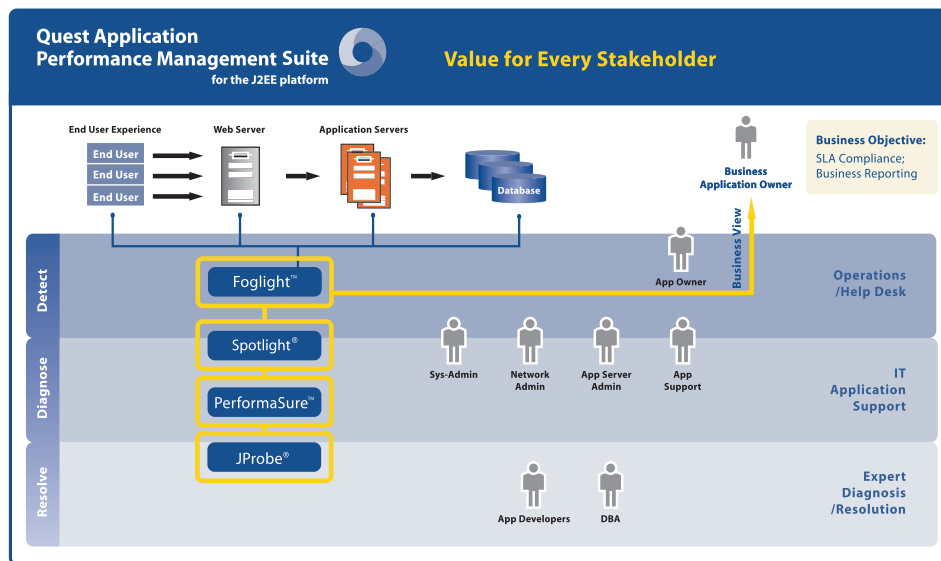 Quest Application
Performance Management Suite
for the J2EE platform
Value for Every Stakeholder
End User Experience
Web Server
Application Servers
End User
End User
End User
Database
Business
Application Owner
Business Objective:
SLA Compliance;
Business Reporting
Business View
Detect
Foglight™
App Owner
Operations
/Help Desk
Diagnose
Spotlight®
PerformaSure™
Sys-Admin
Network
Admin
App Server
Admin
App
Support
IT
Application
Support
Resolve
JProbe®
App Developers
DBA
Expert
Diagnosis
/Resolution